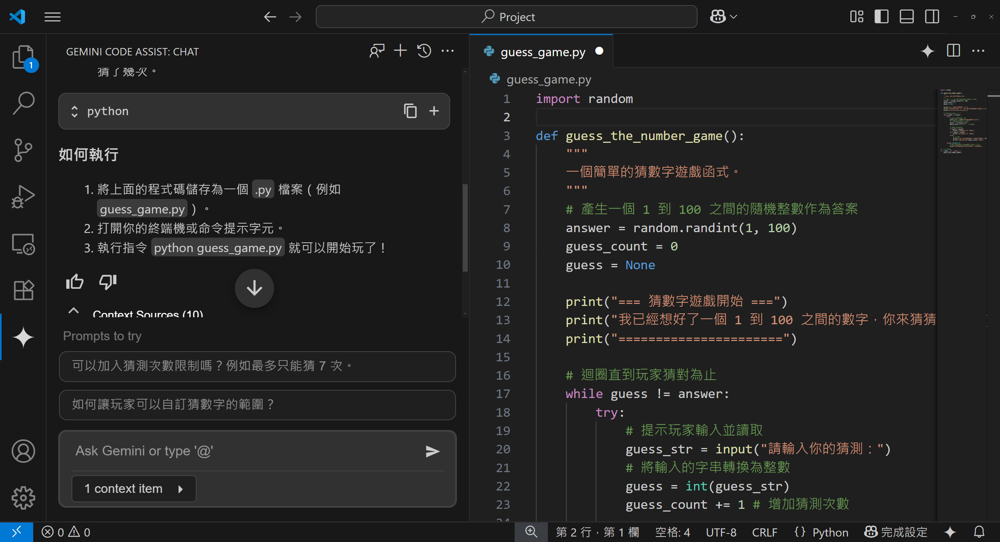 Project
GEMINI CODE ASSIST: CHAT
猜了幾次。
python
如何執行
1. 將上面的程式碼儲存為一個 .py 檔案(例如
guess_game.py)。
2. 打開你的終端機或命令提示字元。
3. 執行指令 python guess_game.py 就可以開始玩了!
Context Sources (10)
Prompts to try
可以加入猜測次數限制嗎?例如最多只能猜 7 次。
如何讓玩家可以自訂猜數字的範圍?
Ask Gemini or type '@'
1 context item
1
guess_game.py
guess_game.py
1 import random
2
3 def guess_the_number_game():
4 """
5 一個簡單的猜數字遊戲函式。
6 """
7 # 產生一個 1 到 100 之間的隨機整數作為答案
8 answer = random.randint(1, 100)
9 guess_count = 0
10 guess = None
11
12 print("=== 猜數字遊戲開始 ===")
13 print("我已經想好了一個 1 到 100 之間的數字,你來猜猜
14 print("======================")
15
16 # 迴圈直到玩家猜對為止
17 while guess != answer:
18 try:
19 # 提示玩家輸入並讀取
20 guess_str = input("請輸入你的猜測:")
21 # 將輸入的字串轉換為整數
22 guess = int(guess_str)
23 guess_count += 1 # 增加猜測次數
24
0 0
第 2 行,第 1 欄
空格: 4
UTF-8
CRLF
{} Python
完成設定